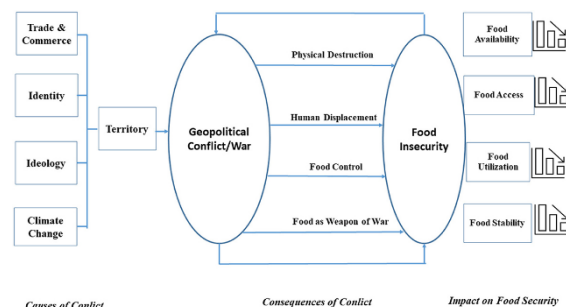 Trade &
Commerce
Identity
Ideology
Climate
Change
Territory
Geopolitical
Conflict/War
Physical Destruction
Human Displacement
Food Control
Food as Weapon of War
Food
Insecurity
Food
Availability
Food Access
Food
Utilization
Food Stability
Causes of Conlict
Consequences of Conlict
Impact on Food Security